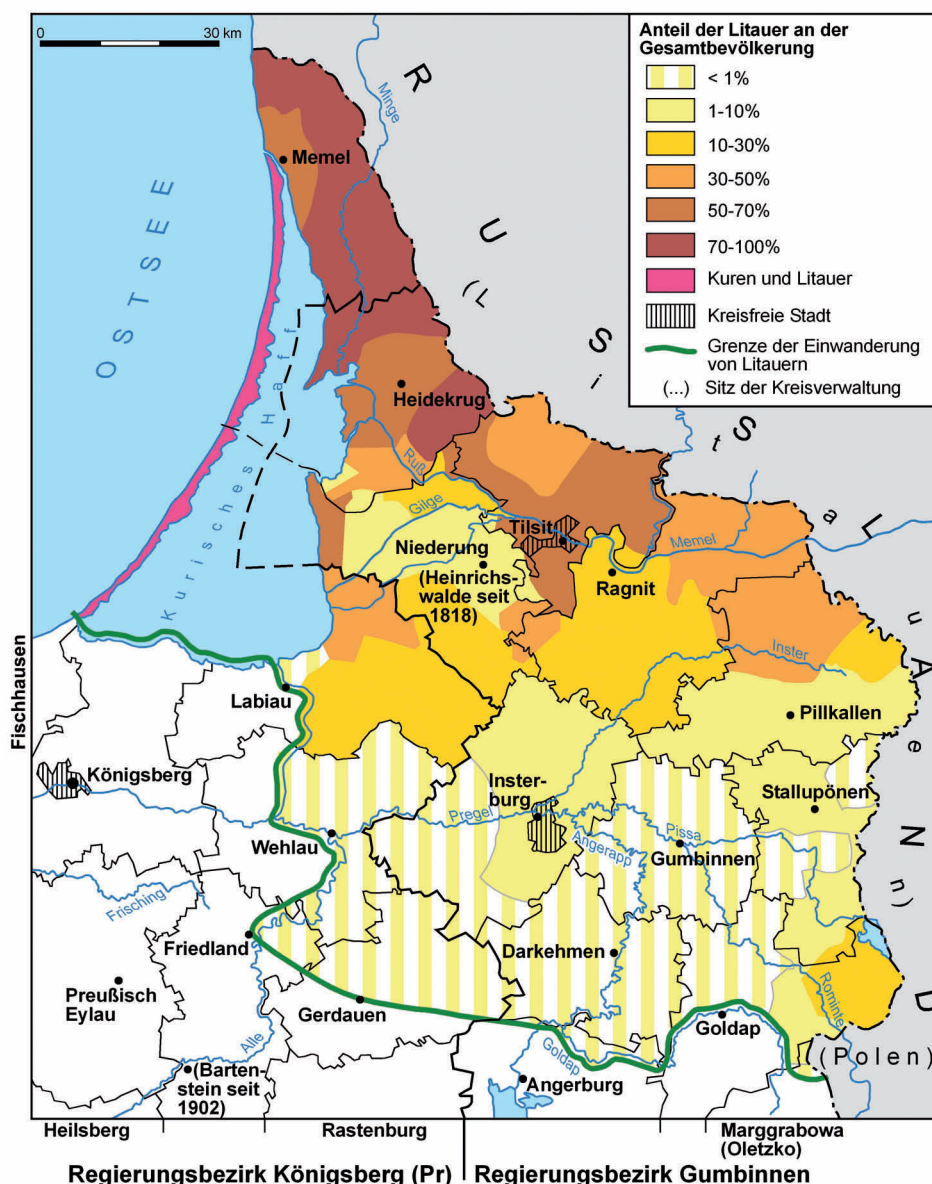 0 30 km
Anteil der Litauer an der
Gesamtbevölkerung
< 1%
1-10%
10-30%
30-50%
50-70%
70-100%
Kuren und Litauer
Kreisfreie Stadt
Grenze der Einwanderung
von Litauern
(...) Sitz der Kreisverwaltung
RUSSLAND
(Litauen)
(Polen)
OSTSEE
Kurisches Haff
Minge
Memel
Heidekrug
Ruß
Gilge
Tilsit
Memel
Niederung
(Heinrichs-
walde seit
1818)
Ragnit
Inster
Fischhausen
Labiau
Pillkallen
Königsberg
Inster-
burg
Stallupönen
Pregel
Wehlau
Angerapp
Pissa
Gumbinnen
Frisching
Friedland
Darkehmen
Preußisch
Eylau
Gerdauen
Rominte
Goldap
Alle
Goldap
(Barten-
stein seit
1902)
Angerburg
Heilsberg
Rastenburg
Marggrabowa
(Oletzko)
Regierungsbezirk Königsberg (Pr)
Regierungsbezirk Gumbinnen